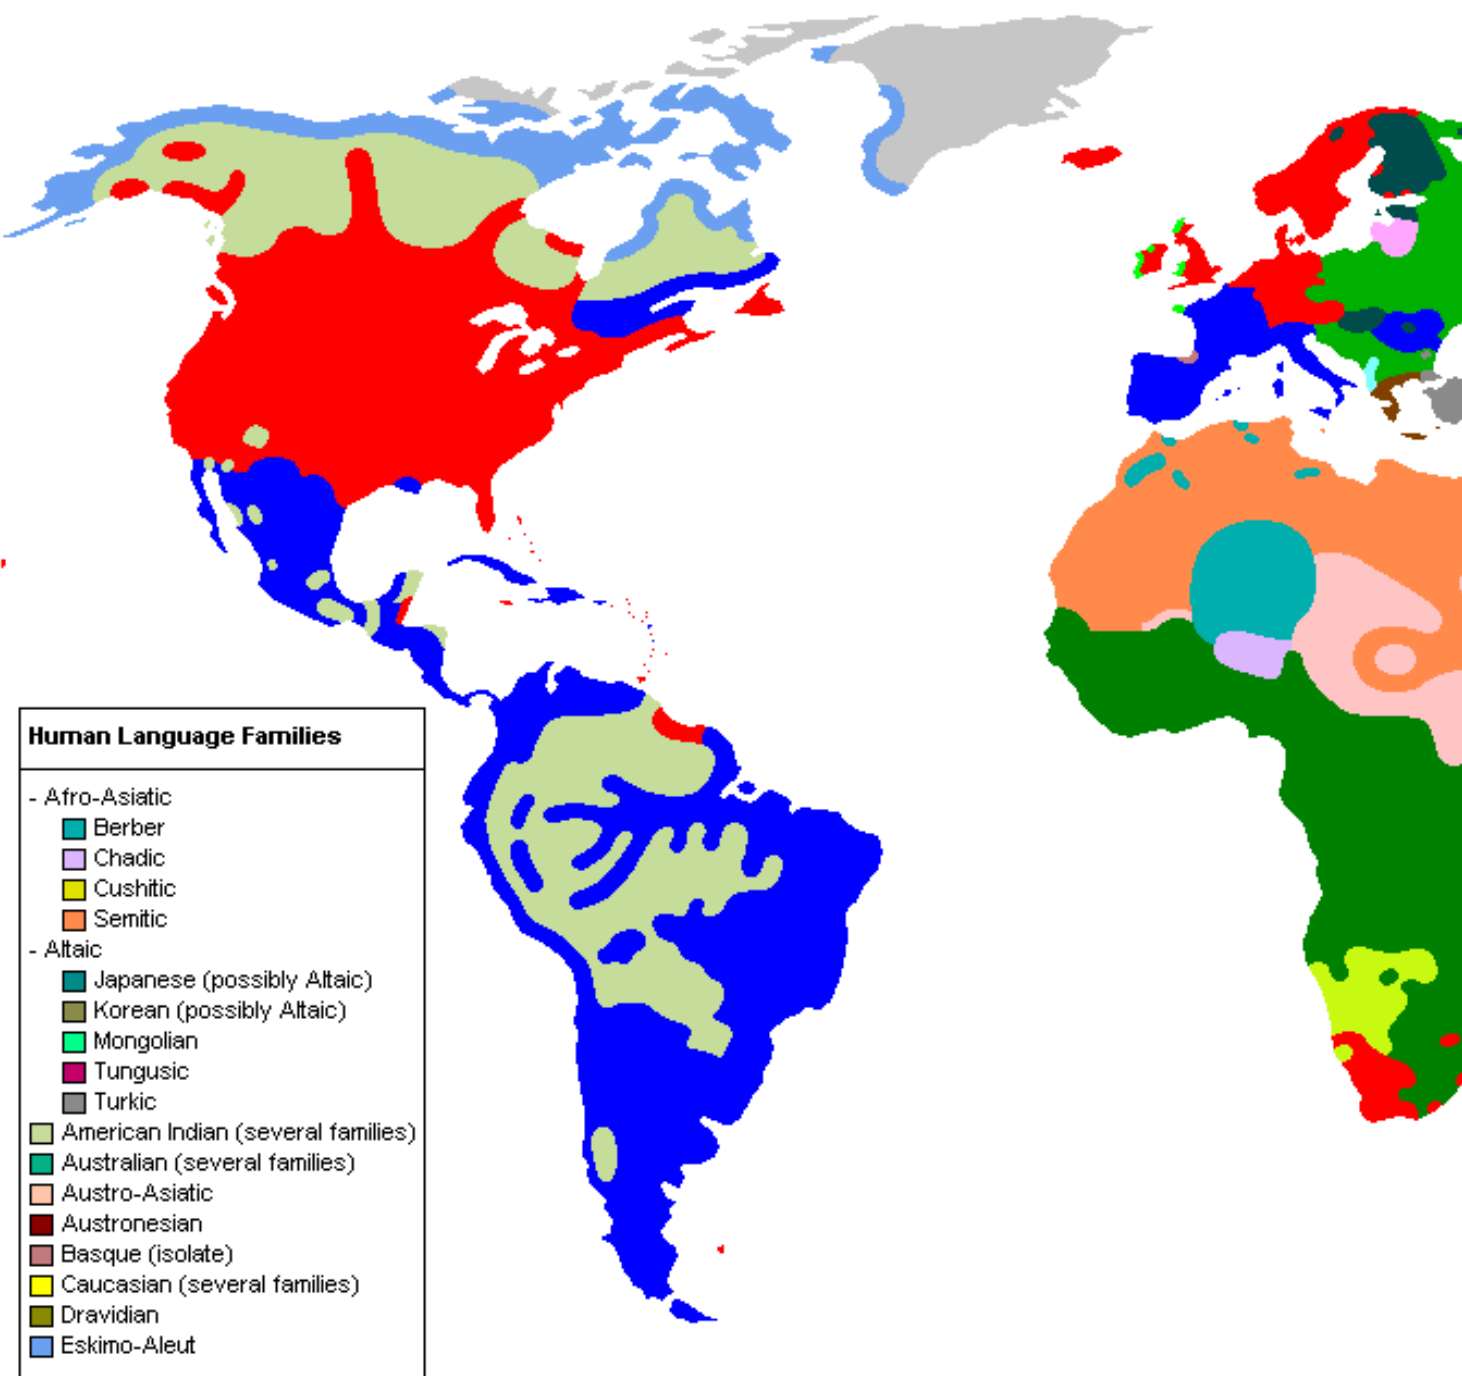 Human Language Families
- Afro-Asiatic
Berber
Chadic
Cushitic
Semitic
- Altaic
Japanese (possibly Altaic)
Korean (possibly Altaic)
Mongolian
Tungusic
Turkic
American Indian (several families)
Australian (several families)
Austro-Asiatic
Austronesian
Basque (isolate)
Caucasian (several families)
Dravidian
Eskimo-Aleut